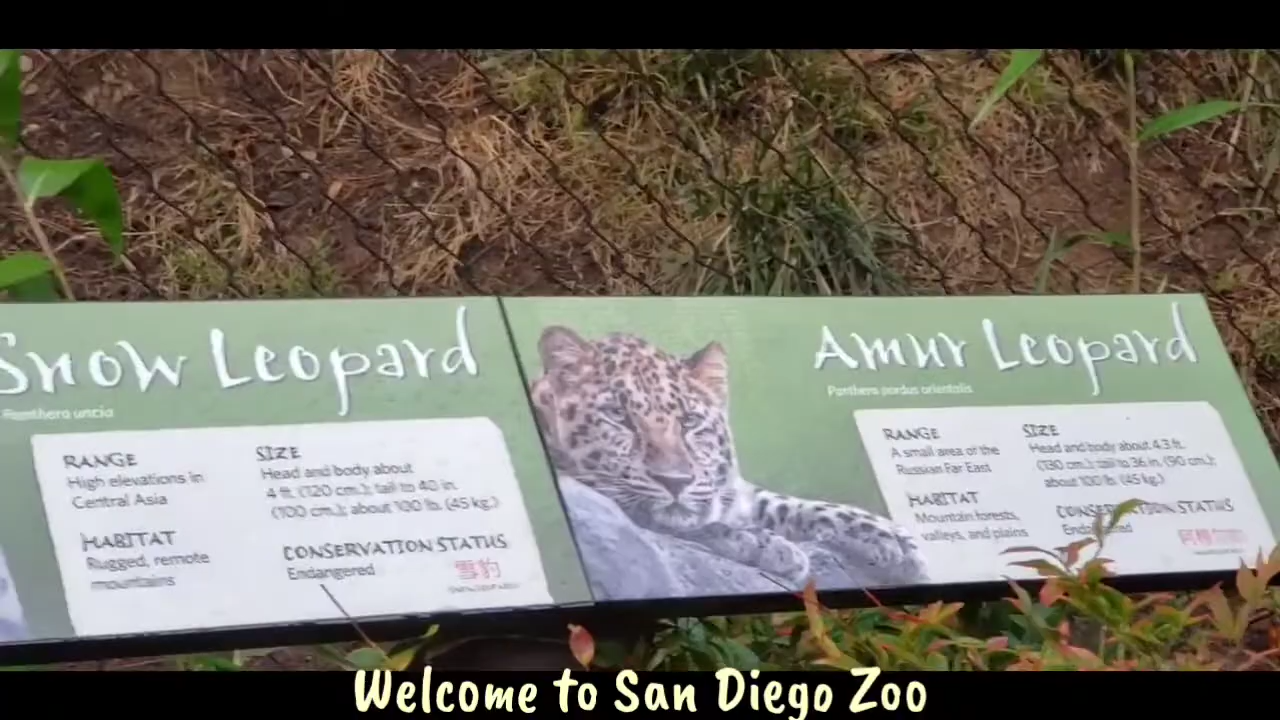 Snow Leopard
Panthera uncia
RANGE
High elevations in
Central Asia
SIZE
Head and body about
4 ft. (120 cm.); tail to 40 in.
(100 cm.); about 100 lb. (45 kg.)
HABITAT
Rugged, remote
mountains
CONSERVATION STATUS
Endangered
雪豹
Amur Leopard
Panthera pardus orientalis
RANGE
A small area of the
Russian Far East
SIZE
Head and body about 4.3 ft.
(130 cm.); tail to 36 in. (90 cm.);
about 100 lb. (45 kg.)
HABITAT
Mountain forests,
valleys, and plains
CONSERVATION STATUS
Welcome to San Diego Zoo